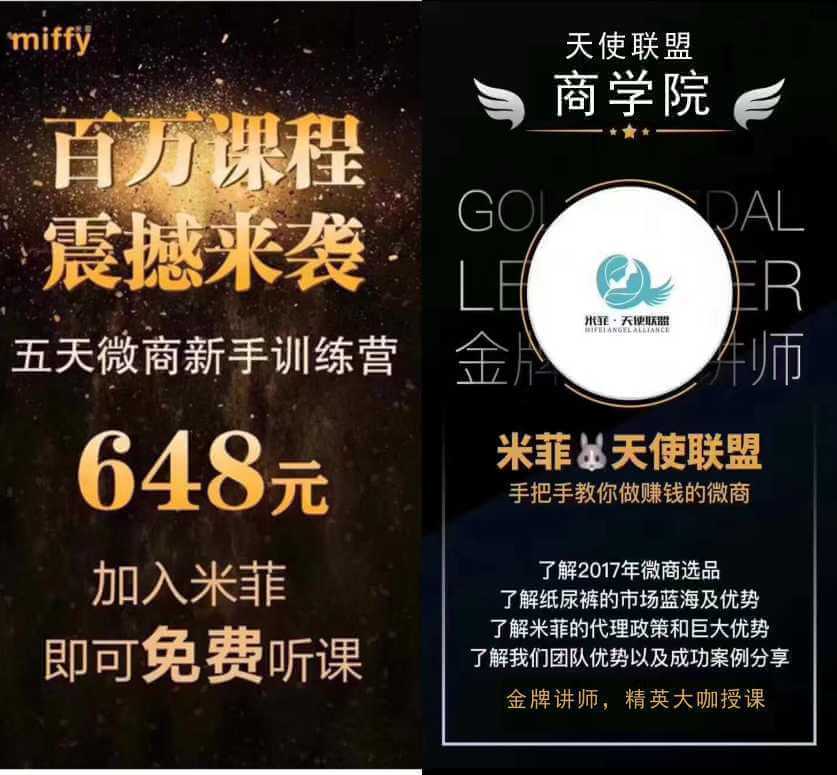 miffy
百万课程
震撼来袭
五天微商新手训练营
648元
加入米菲
即可免费听课
天使联盟
商学院
米菲·天使联盟
MIFEI ANGEL ALLIANCE
米菲🐰天使联盟
手把手教你做赚钱的微商
了解2017年微商选品
了解纸尿裤的市场蓝海及优势
了解米菲的代理政策和巨大优势
了解我们团队优势以及成功案例分享
金牌讲师，精英大咖授课